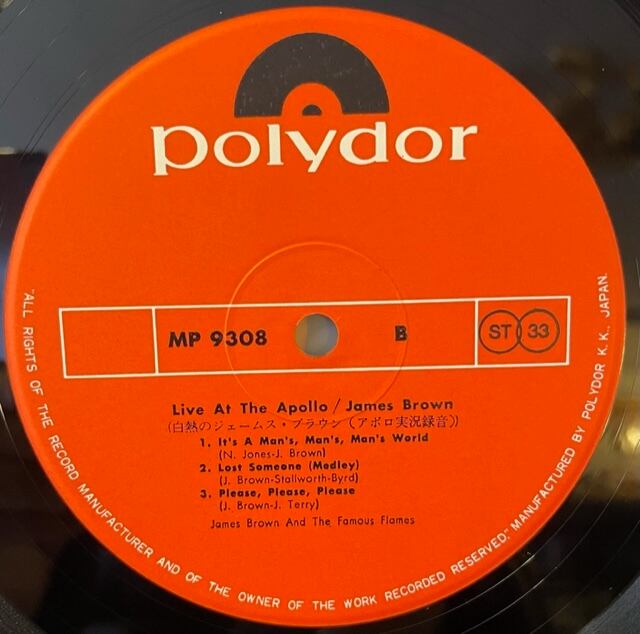 polydor
MP 9308 B ST 33
Live At The Apollo / James Brown
(白熱のジェームス・ブラウン(アポロ実況録音))
1. It's A Man's, Man's, Man's World
(N. Jones-J. Brown)
2. Lost Someone (Medley)
(J. Brown-Stallworth-Byrd)
3. Please, Please, Please
(J. Brown-J. Terry)
James Brown And The Famous Flames
"ALL RIGHTS OF THE RECORD MANUFACTURER AND OF THE OWNER OF THE WORK RECORDED RESERVED." MANUFACTURED BY POLYDOR K.K., JAPAN.